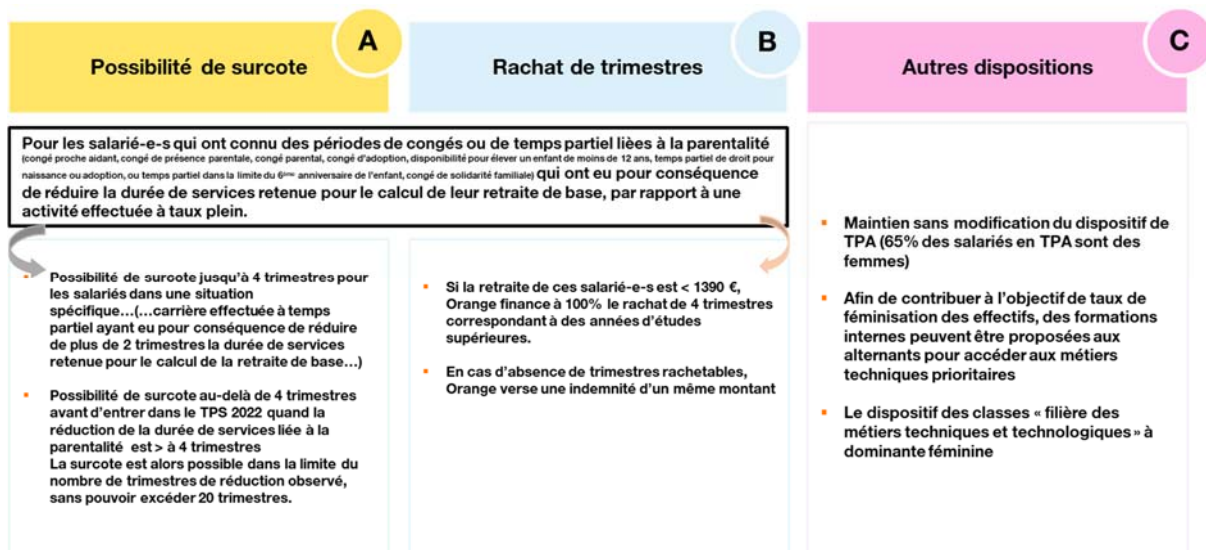 A
Possibilité de surcote
B
Rachat de trimestres
C
Autres dispositions
Pour les salarié-e-s qui ont connu des périodes de congés ou de temps partiel lièes à la parentalité
(congé proche aidant, congé de présence parentale, congé parental, congé d'adoption, disponibilité pour élever un enfant de moins de 12 ans, temps partiel de droit pour
naissance ou adoption, ou temps partiel dans la limite du 6ème anniversaire de l'enfant, congé de solidarité familiale) qui ont eu pour conséquence
de réduire la durée de services retenue pour le calcul de leur retraite de base, par rapport à une
activité effectuée à taux plein.
▪ Possibilité de surcote jusqu'à 4 trimestres pour
les salariés dans une situation
spécifique…(…carrière effectuée à temps
partiel ayant eu pour conséquence de réduire
de plus de 2 trimestres la durée de services
retenue pour le calcul de la retraite de base…)
▪ Possibilité de surcote au-delà de 4 trimestres
avant d'entrer dans le TPS 2022 quand la
réduction de la durée de services liée à la
parentalité est > à 4 trimestres
La surcote est alors possible dans la limite du
nombre de trimestres de réduction observé,
sans pouvoir excéder 20 trimestres.
▪ Si la retraite de ces salarié-e-s est < 1390 €,
Orange finance à 100% le rachat de 4 trimestres
correspondant à des années d'études
supérieures.
▪ En cas d'absence de trimestres rachetables,
Orange verse une indemnité d'un même montant
▪ Maintien sans modification du dispositif de
TPA (65% des salariés en TPA sont des
femmes)
▪ Afin de contribuer à l'objectif de taux de
féminisation des effectifs, des formations
internes peuvent être proposées aux
alternants pour accéder aux métiers
techniques prioritaires
▪ Le dispositif des classes « filière des
métiers techniques et technologiques » à
dominante féminine